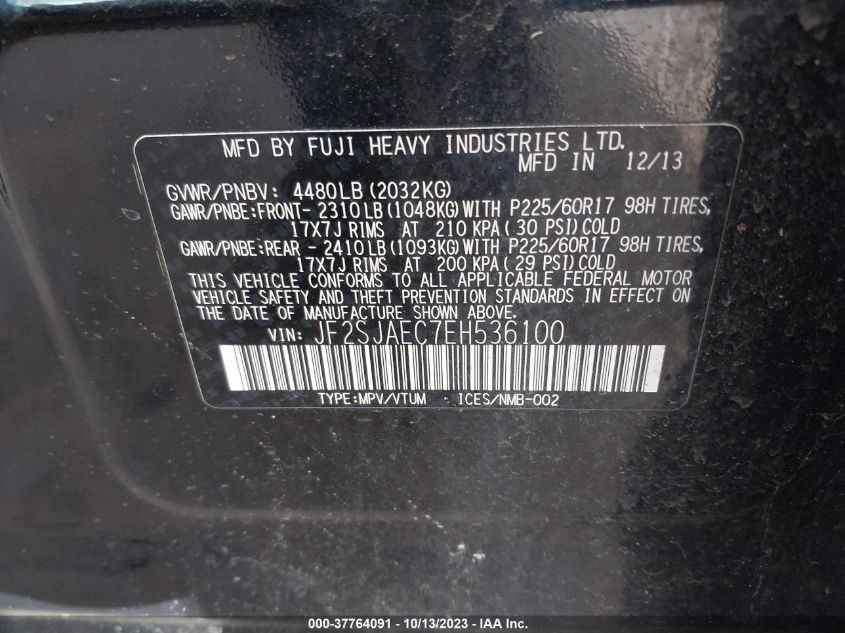 MFD BY FUJI HEAVY INDUSTRIES LTD.
MFD IN 12/13
GVWR/PNBV: 4480LB (2032KG)
GAWR/PNBE:FRONT- 2310LB (1048KG) WITH P225/60R17 98H TIRES,
17X7J RIMS AT 210 KPA ( 30 PSI) COLD
GAWR/PNBE:REAR - 2410LB (1093KG) WITH P225/60R17 98H TIRES,
17X7J RIMS AT 200 KPA ( 29 PSI) COLD
THIS VEHICLE CONFORMS TO ALL APPLICABLE FEDERAL MOTOR
VEHICLE SAFETY AND THEFT PREVENTION STANDARDS IN EFFECT ON
THE DATE OF MANUFACTURE SHOWN ABOVE.
VIN: JF2SJAEC7EH536100
TYPE:MPV/VTUM ICES/NMB-002
000-37764091 - 10/13/2023 - IAA Inc.